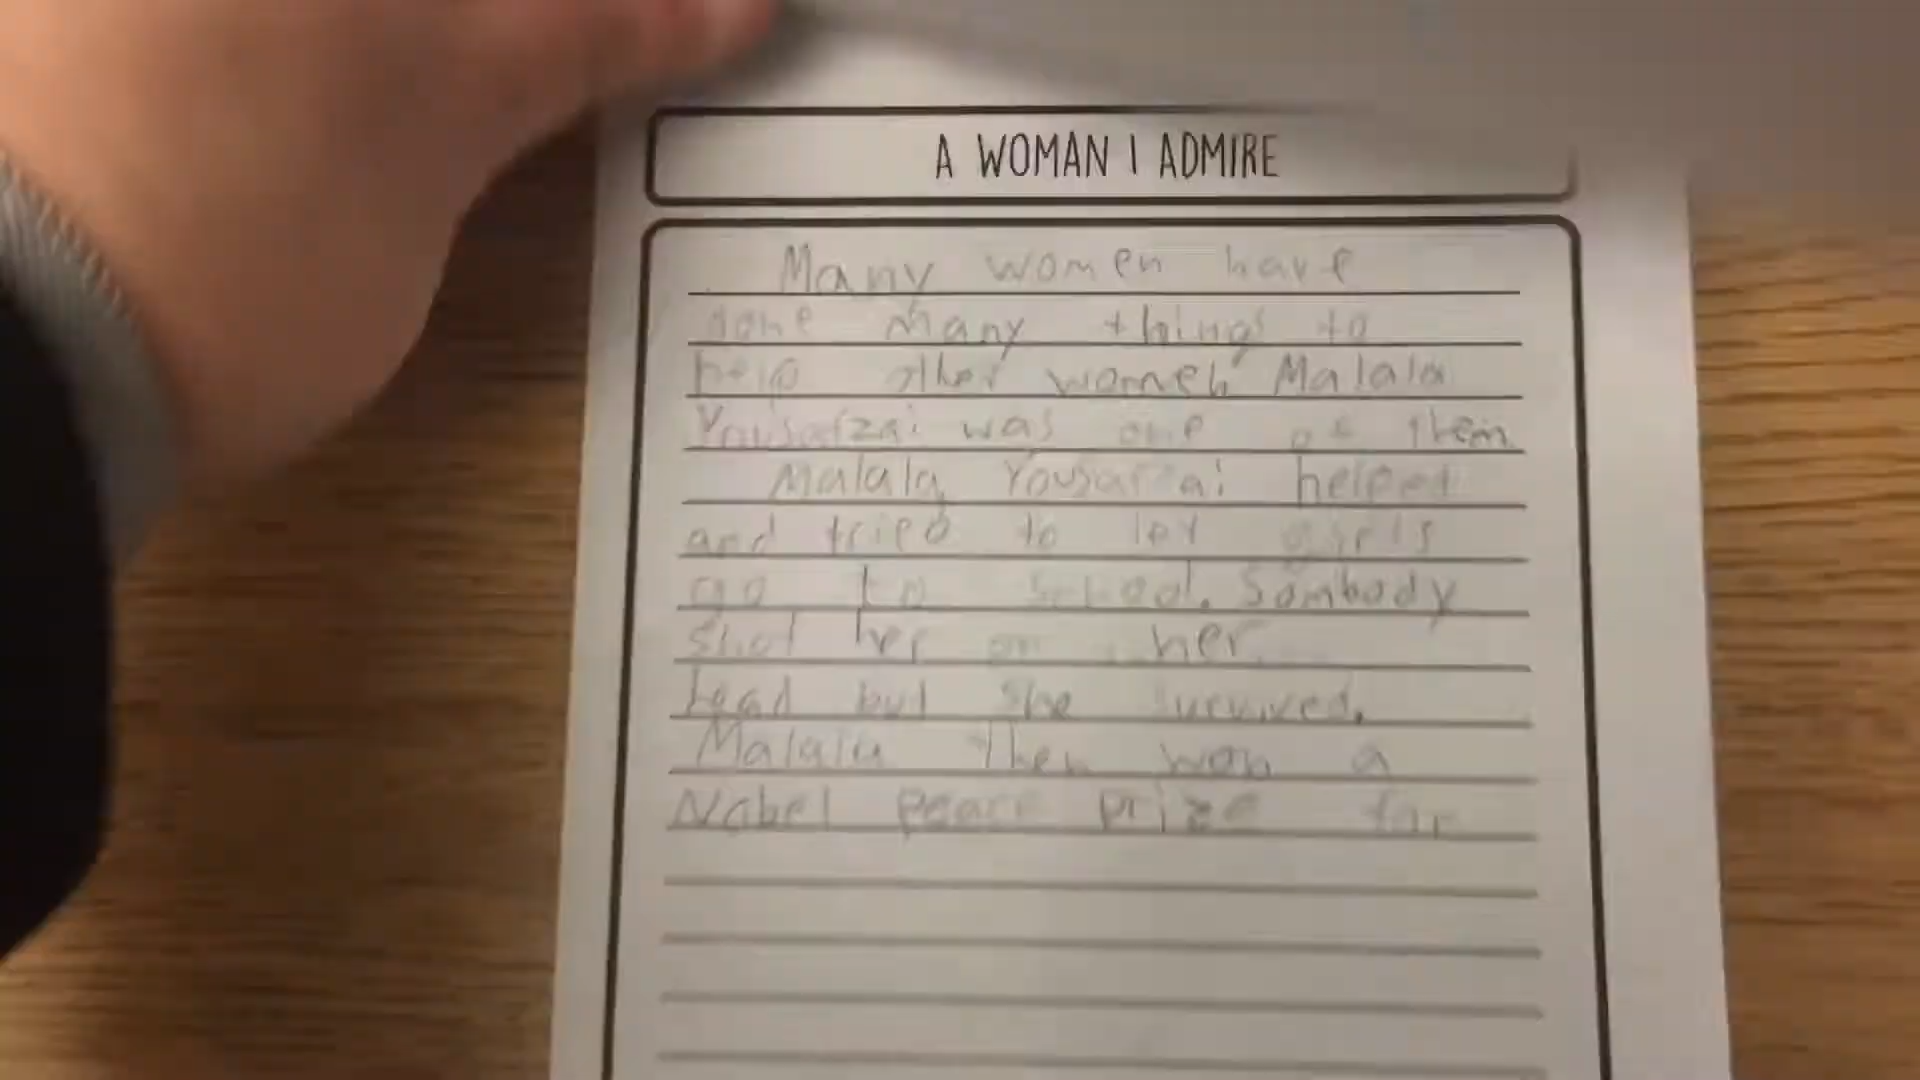 A WOMAN I ADMIRE
Many women have
done many things to
help other women Malala
Yousafzai was one of them
Malala Yousafzai helped
and tried to let girls
go to school. Sombody
shot her on her
head but she survived.
Malala then won a
Nobel peace prize for